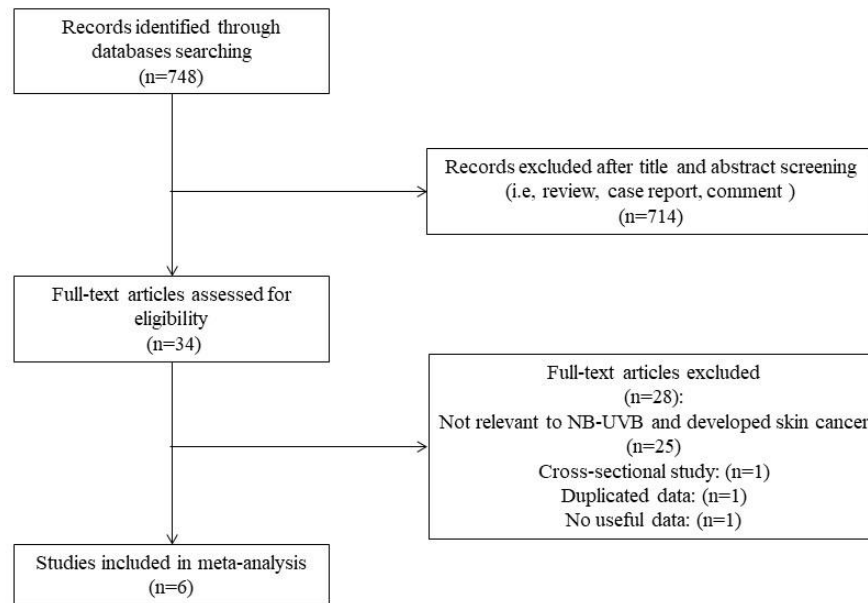 Records identified through
databases searching
(n=748)
Records excluded after title and abstract screening
(i.e, review, case report, comment )
(n=714)
Full-text articles assessed for
eligibility
(n=34)
Full-text articles excluded
(n=28):
Not relevant to NB-UVB and developed skin cancer
(n=25)
Cross-sectional study: (n=1)
Duplicated data: (n=1)
No useful data: (n=1)
Studies included in meta-analysis
(n=6)